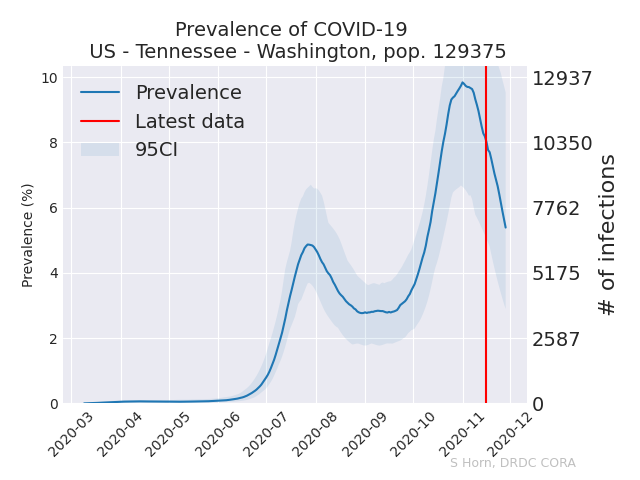 Prevalence of COVID-19
US - Tennessee - Washington, pop. 129375
Prevalence
Latest data
95CI
Prevalence (%)
10
8
6
4
2
0
12937
10350
7762
5175
2587
0
# of infections
2020-03
2020-04
2020-05
2020-06
2020-07
2020-08
2020-09
2020-10
2020-11
2020-12
S Horn, DRDC CORA